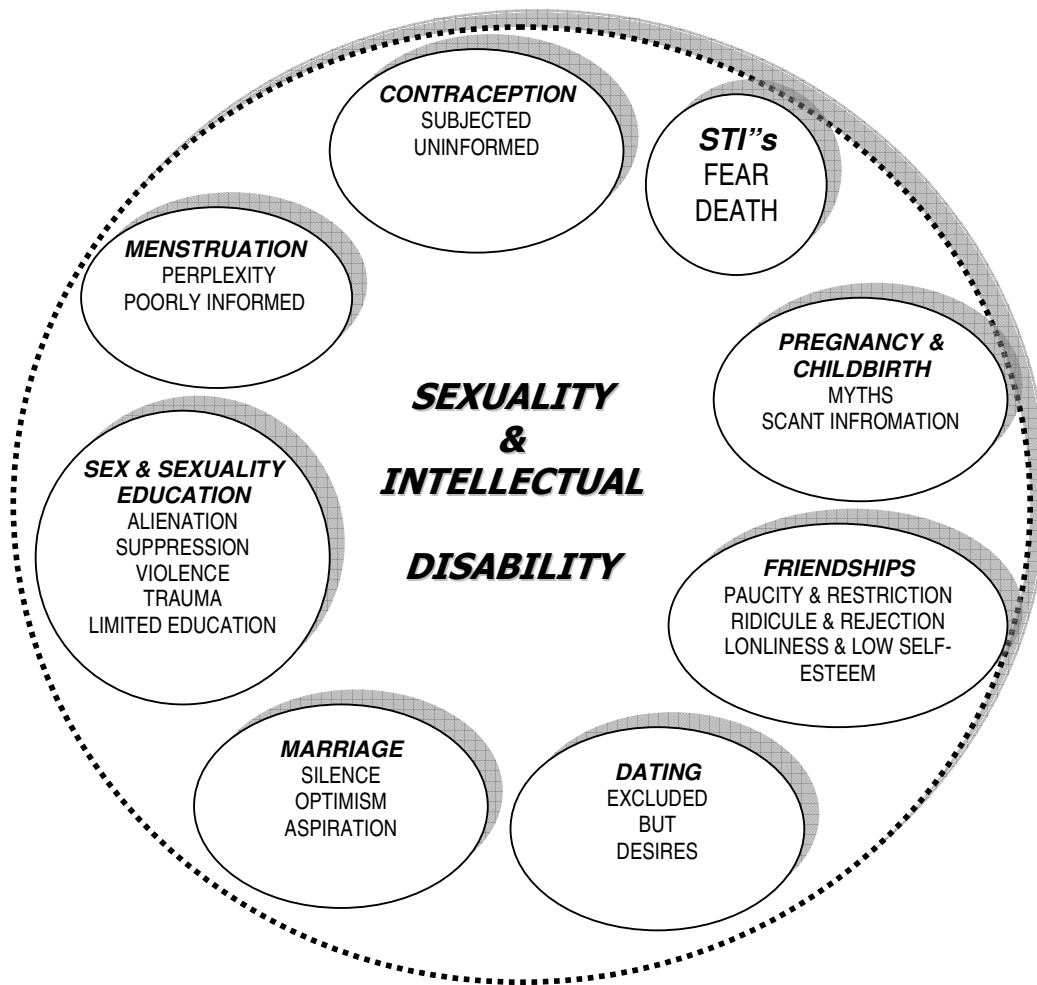 CONTRACEPTION
SUBJECTED
UNINFORMED
STI”s
FEAR
DEATH
MENSTRUATION
PERPLEXITY
POORLY INFORMED
PREGNANCY &
CHILDBIRTH
MYTHS
SCANT INFROMATION
SEXUALITY
&
INTELLECTUAL
DISABILITY
SEX & SEXUALITY
EDUCATION
ALIENATION
SUPPRESSION
VIOLENCE
TRAUMA
LIMITED EDUCATION
FRIENDSHIPS
PAUCITY & RESTRICTION
RIDICULE & REJECTION
LONLINESS & LOW SELF-
ESTEEM
MARRIAGE
SILENCE
OPTIMISM
ASPIRATION
DATING
EXCLUDED
BUT
DESIRES